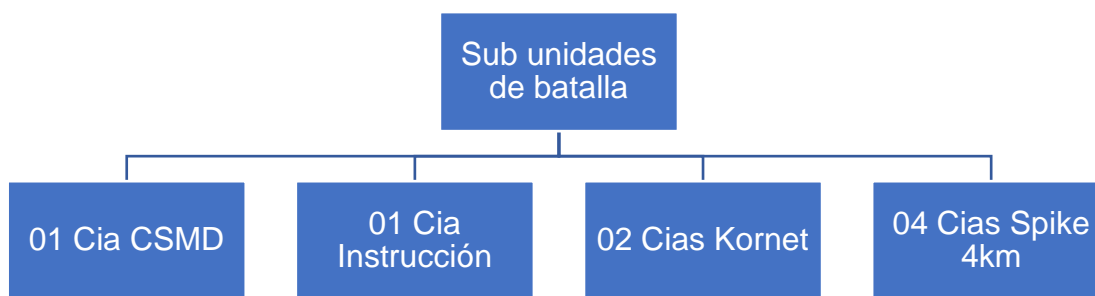 Sub unidades
de batalla
01 Cia CSMD
01 Cia
Instrucción
02 Cias Kornet
04 Cias Spike
4km